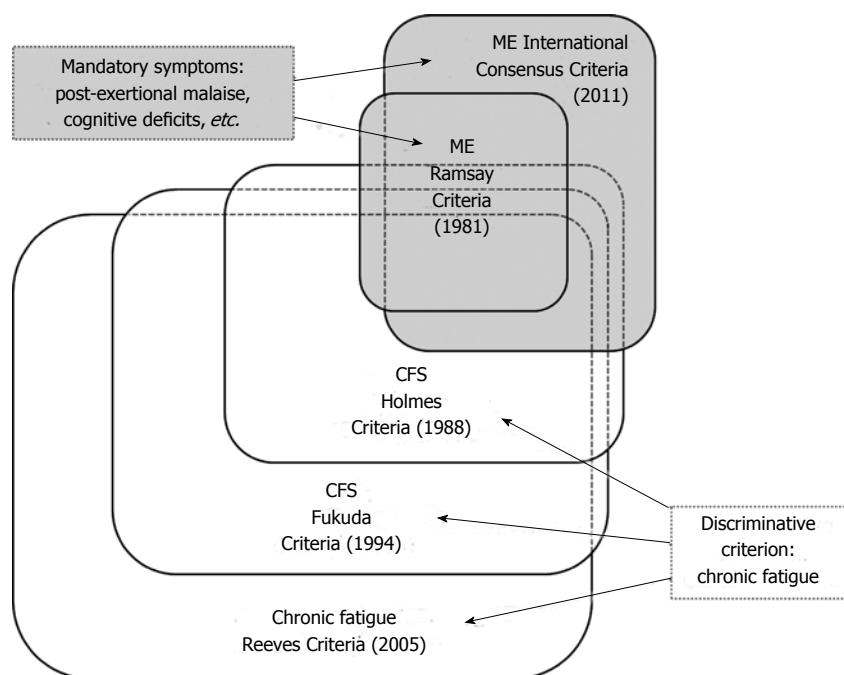 Mandatory symptoms:
post-exertional malaise,
cognitive deficits, etc.
ME International
Consensus Criteria
(2011)
ME
Ramsay
Criteria
(1981)
CFS
Holmes
Criteria (1988)
CFS
Fukuda
Criteria (1994)
Discriminative
criterion:
chronic fatigue
Chronic fatigue
Reeves Criteria (2005)